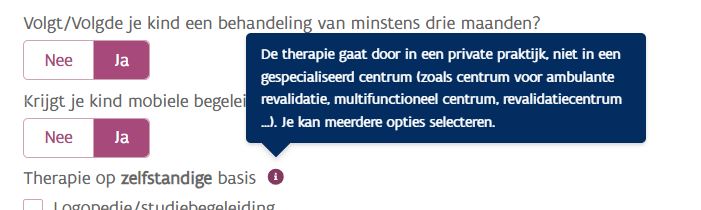 Volgt/Volgde je kind een behandeling van minstens drie maanden?
Nee Ja
De therapie gaat door in een private praktijk, niet in een
gespecialiseerd centrum (zoals centrum voor ambulante
revalidatie, multifunctioneel centrum, revalidatiecentrum
...). Je kan meerdere opties selecteren.
Krijgt je kind mobiele
Nee Ja
Therapie op zelfstandige basis
Logopedie/studiebegeleiding